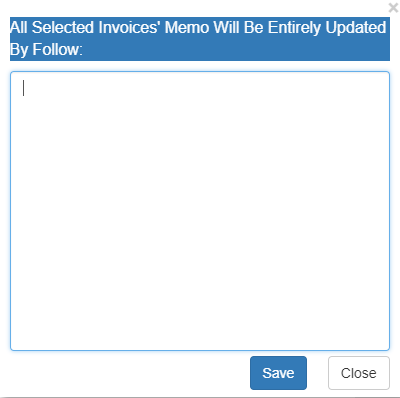 ×
All Selected Invoices' Memo Will Be Entirely Updated
By Follow:
Save
Close